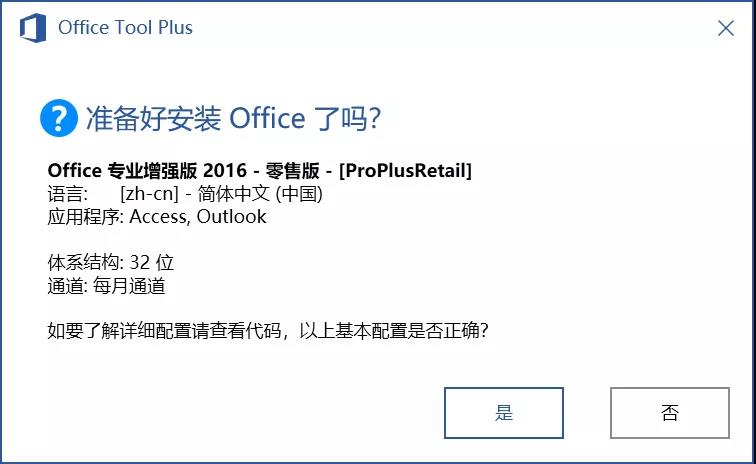 Office Tool Plus
准备好安装 Office 了吗?
Office 专业增强版 2016 - 零售版 - [ProPlusRetail]
语言: [zh-cn] - 简体中文 (中国)
应用程序: Access, Outlook
体系结构: 32 位
通道: 每月通道
如要了解详细配置请查看代码，以上基本配置是否正确?
是
否